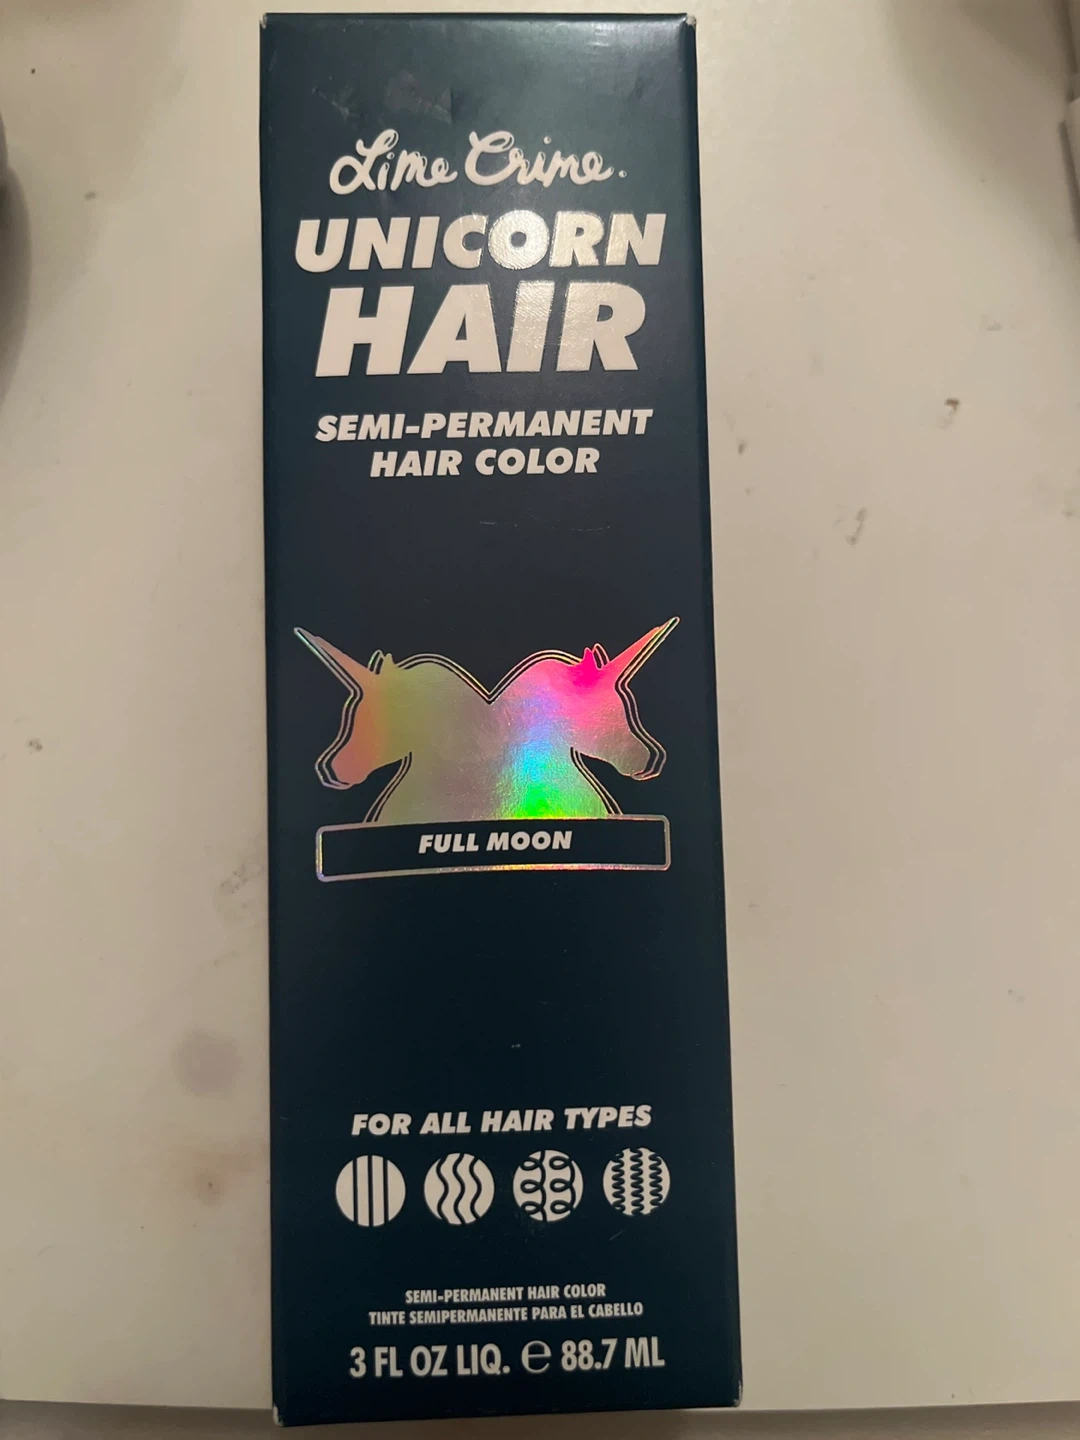 Lime Crime.
UNICORN
HAIR
SEMI-PERMANENT
HAIR COLOR
FULL MOON
FOR ALL HAIR TYPES
SEMI-PERMANENT HAIR COLOR
TINTE SEMIPERMANENTE PARA EL CABELLO
3 FL OZ LIQ. ℮ 88.7 ML